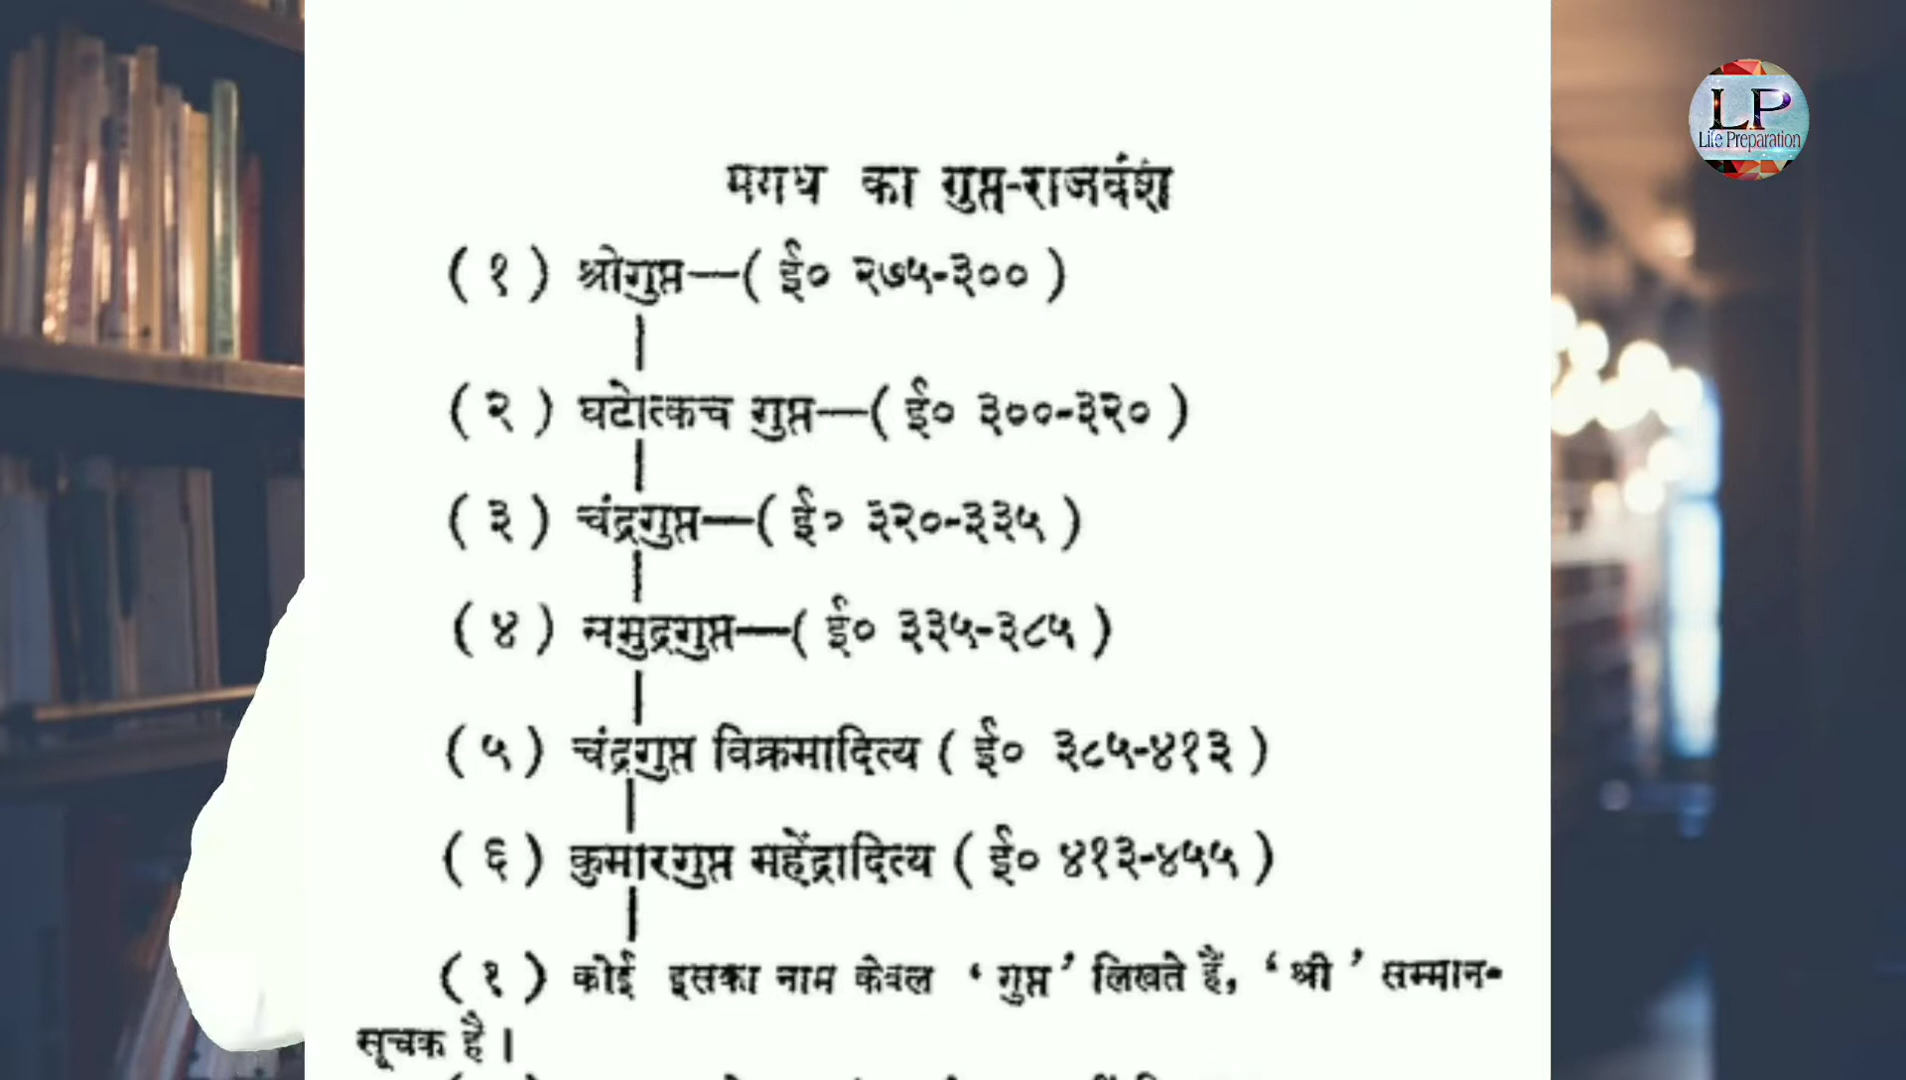 LP
Life Preparation
मगध का गुप्त-राजवंश
( १ ) श्रीगुप्त—( ई० २७५-३०० )
( २ ) घटोत्कच गुप्त—( ई० ३००-३२० )
( ३ ) चंद्रगुप्त—( ई० ३२०-३३५ )
( ४ ) समुद्रगुप्त—( ई० ३३५-३८५ )
( ५ ) चंद्रगुप्त विक्रमादित्य ( ई० ३८५-४१३ )
( ६ ) कुमारगुप्त महेंद्रादित्य ( ई० ४१३-४५५ )
( १ ) कोई इसका नाम केवल ‘ गुप्त ’ लिखते हैं, ‘ श्री ’ सम्मान-
सूचक है ।